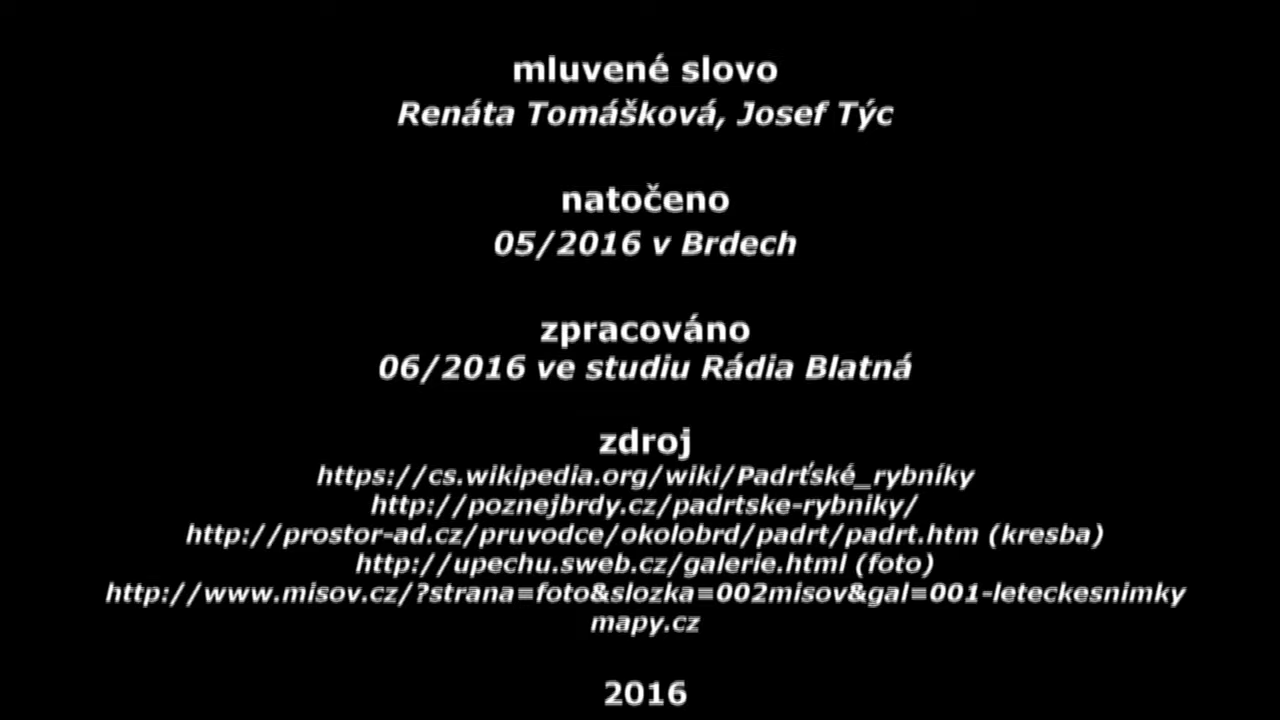 mluvené slovo
Renáta Tomášková, Josef Týc
natočeno
05/2016 v Brdech
zpracováno
06/2016 ve studiu Rádia Blatná
zdroj
https://cs.wikipedia.org/wiki/Padrťské_rybníky
http://poznejbrdy.cz/padrtske-rybniky/
http://prostor-ad.cz/pruvodce/okolobrd/padrt/padrt.htm (kresba)
http://upechu.sweb.cz/galerie.html (foto)
http://www.misov.cz/?strana=foto&slozka=002misov&gal=001-leteckesnimky
mapy.cz
2016